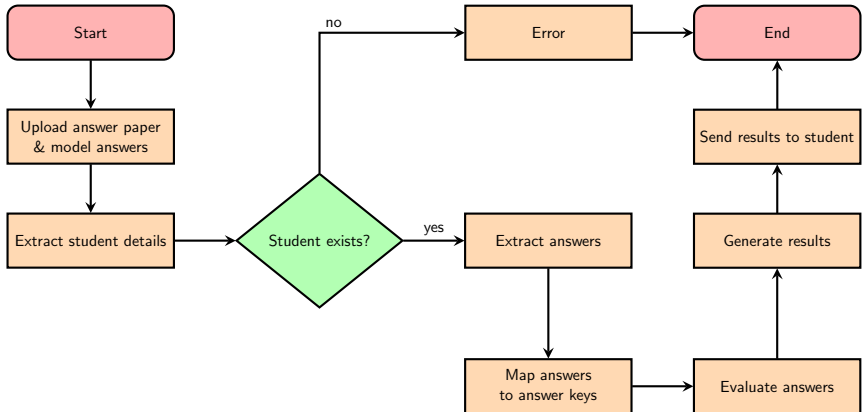 Start
Upload answer paper
& model answers
Extract student details
Student exists?
no
Error
End
yes
Extract answers
Map answers
to answer keys
Evaluate answers
Generate results
Send results to student